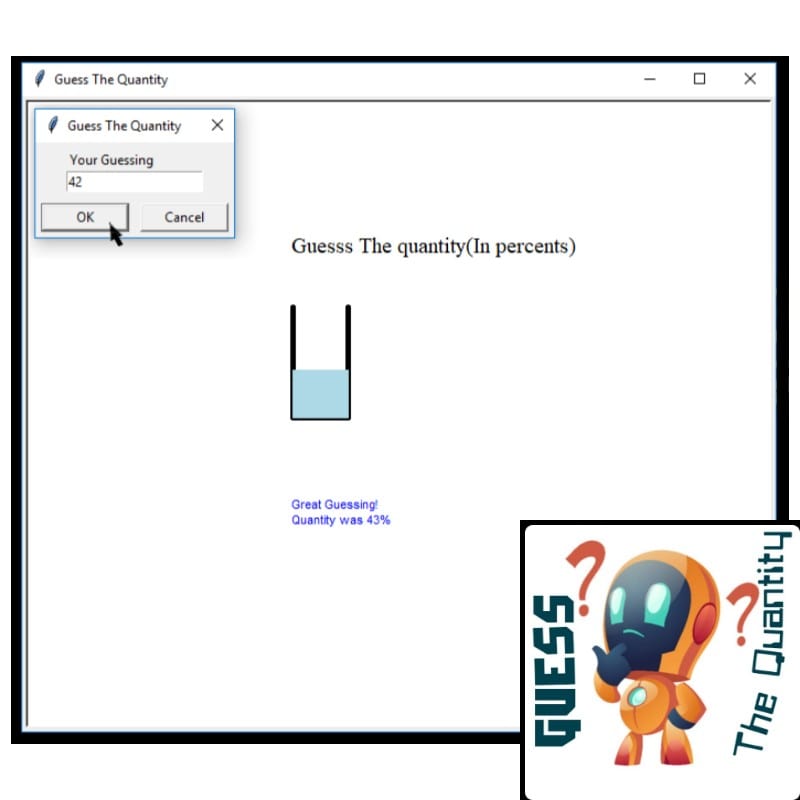 Guess The Quantity
Guess The Quantity
Your Guessing
42
OK Cancel
Guesss The quantity(In percents)
Great Guessing!
Quantity was 43%
GUESS
? ?
The Quantity